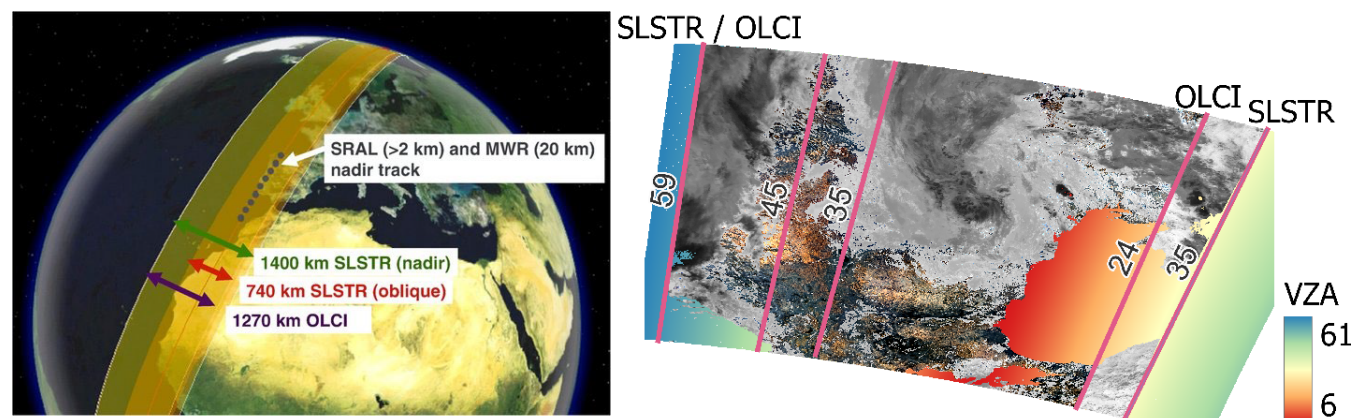 SRAL (>2 km) and MWR (20 km)
nadir track
1400 km SLSTR (nadir)
740 km SLSTR (oblique)
1270 km OLCI
SLSTR / OLCI
OLCI
SLSTR
59
45
35
24
35
VZA
61
6